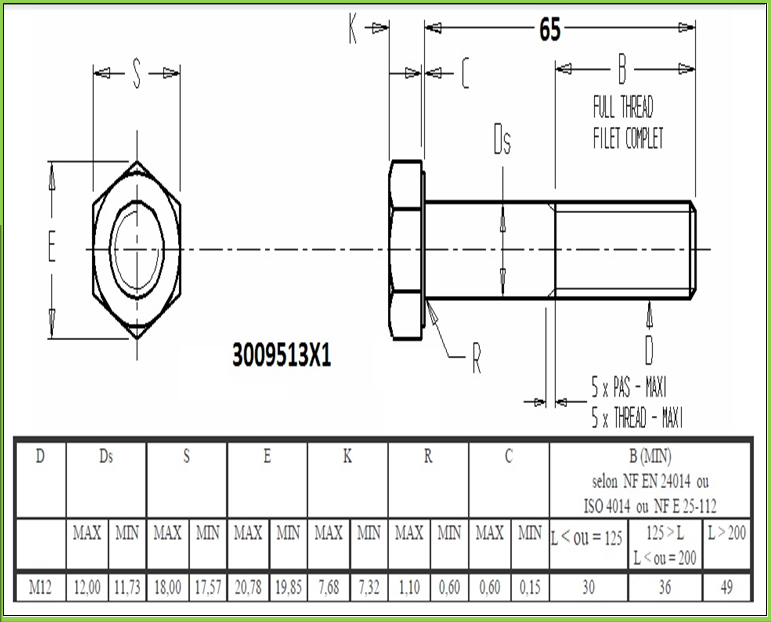 K
65
S
C
B
FULL THREAD
FILET COMPLET
Ds
E
3009513X1
R
D
5 x PAS - MAXI
5 x THREAD - MAXI
D Ds S E K R C B (MIN)
selon NF EN 24014 ou
ISO 4014 ou NF E 25-112
MAX MIN MAX MIN MAX MIN MAX MIN MAX MIN MAX MIN L < ou = 125 125 > L L > 200
L < ou = 200
M12 12,00 11,73 18,00 17,57 20,78 19,85 7,68 7,32 1,10 0,60 0,60 0,15 30 36 49